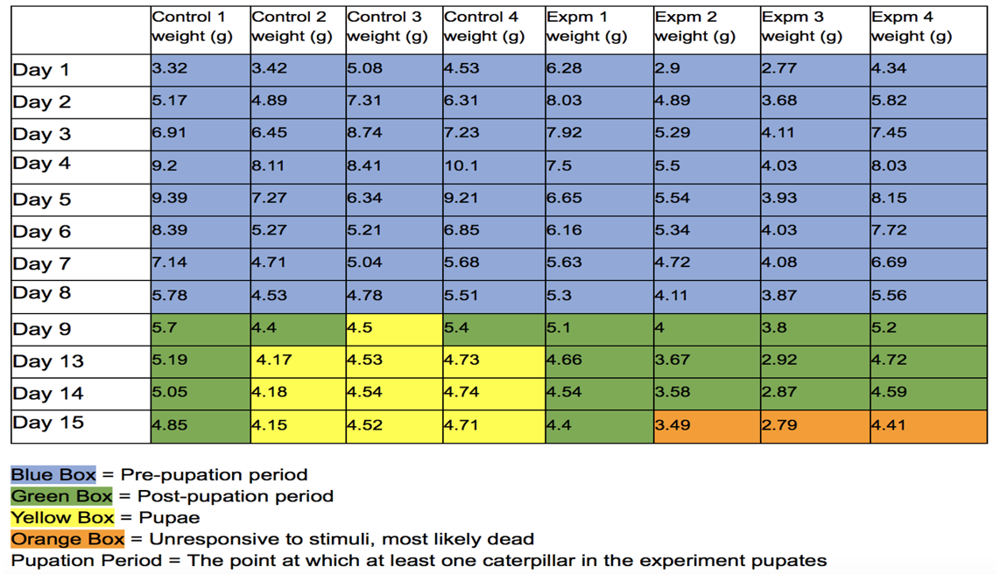 Control 1 weight (g) Control 2 weight (g) Control 3 weight (g) Control 4 weight (g) Expm 1 weight (g) Expm 2 weight (g) Expm 3 weight (g) Expm 4 weight (g)
Day 1 3.32 3.42 5.08 4.53 6.28 2.9 2.77 4.34
Day 2 5.17 4.89 7.31 6.31 8.03 4.89 3.68 5.82
Day 3 6.91 6.45 8.74 7.23 7.92 5.29 4.11 7.45
Day 4 9.2 8.11 8.41 10.1 7.5 5.5 4.03 8.03
Day 5 9.39 7.27 6.34 9.21 6.65 5.54 3.93 8.15
Day 6 8.39 5.27 5.21 6.85 6.16 5.34 4.03 7.72
Day 7 7.14 4.71 5.04 5.68 5.63 4.72 4.08 6.69
Day 8 5.78 4.53 4.78 5.51 5.3 4.11 3.87 5.56
Day 9 5.7 4.4 4.5 5.4 5.1 4 3.8 5.2
Day 13 5.19 4.17 4.53 4.73 4.66 3.67 2.92 4.72
Day 14 5.05 4.18 4.54 4.74 4.54 3.58 2.87 4.59
Day 15 4.85 4.15 4.52 4.71 4.4 3.49 2.79 4.41
Blue Box = Pre-pupation period
Green Box = Post-pupation period
Yellow Box = Pupae
Orange Box = Unresponsive to stimuli, most likely dead
Pupation Period = The point at which at least one caterpillar in the experiment pupates